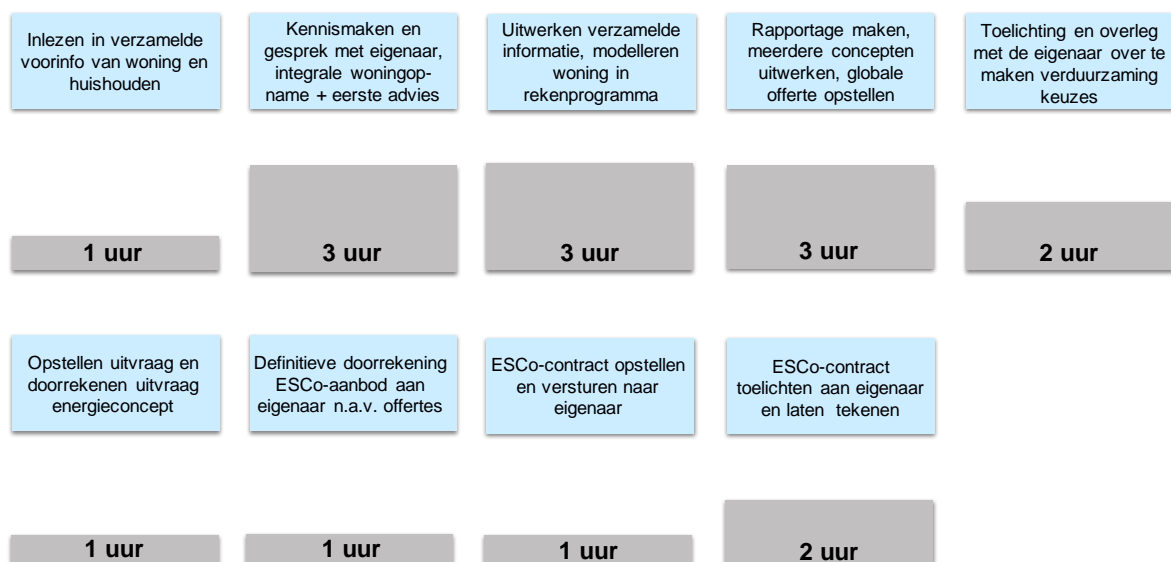 Inlezen in verzamelde
voorinfo van woning en
huishouden
Kennismaken en
gesprek met eigenaar,
integrale woningop-
name + eerste advies
Uitwerken verzamelde
informatie, modelleren
woning in
rekenprogramma
Rapportage maken,
meerdere concepten
uitwerken, globale
offerte opstellen
Toelichting en overleg
met de eigenaar over te
maken verduurzaming
keuzes
1 uur
3 uur
3 uur
3 uur
2 uur
Opstellen uitvraag en
doorrekenen uitvraag
energieconcept
Definitieve doorrekening
ESCo-aanbod aan
eigenaar n.a.v. offertes
ESCo-contract opstellen
en versturen naar
eigenaar
ESCo-contract
toelichten aan eigenaar
en laten tekenen
1 uur
1 uur
1 uur
2 uur